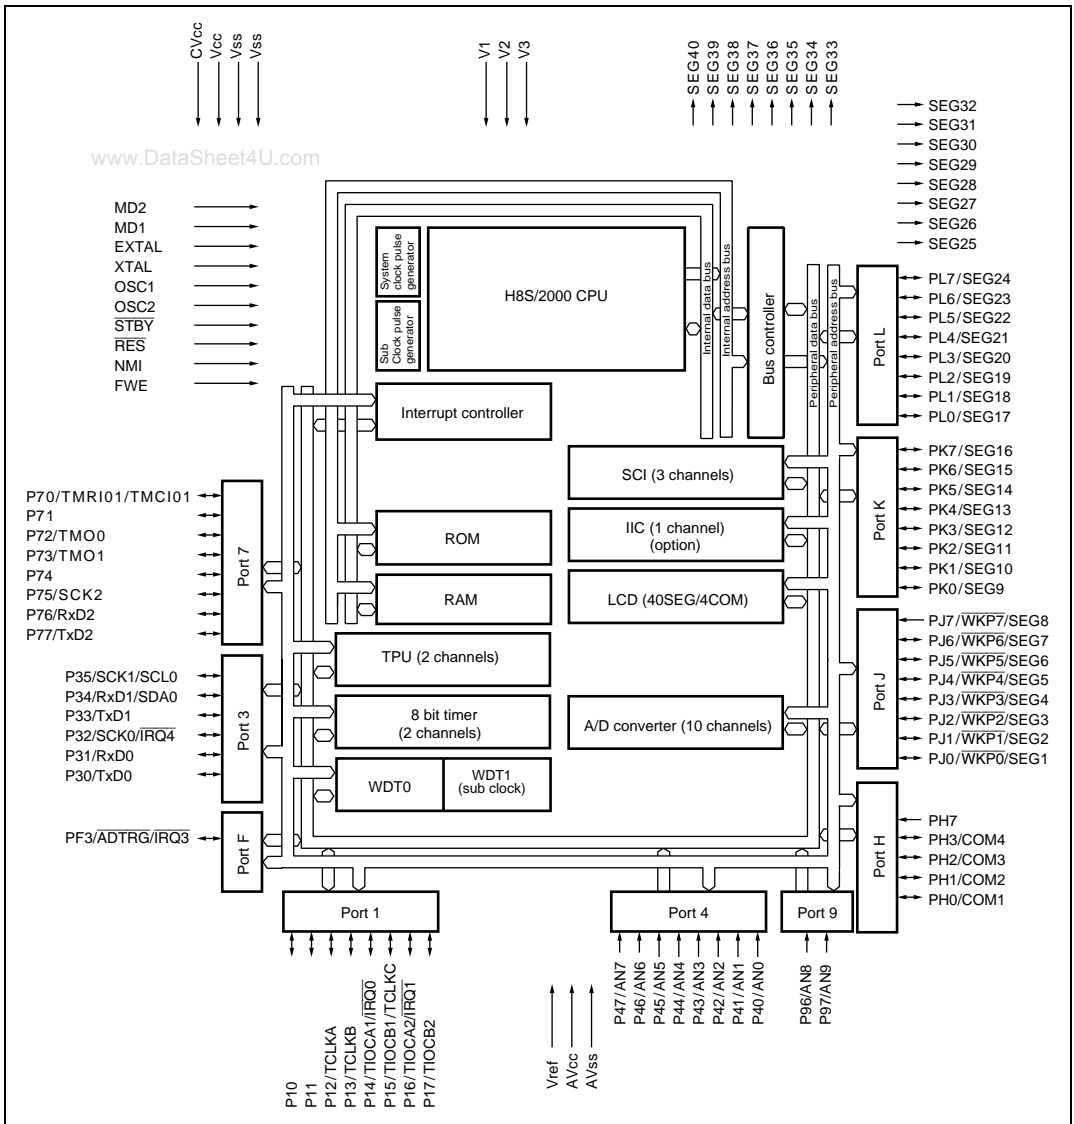 CVcc
Vcc
Vss
Vss
V1
V2
V3
SEG40
SEG39
SEG38
SEG37
SEG36
SEG35
SEG34
SEG33
SEG32
SEG31
SEG30
SEG29
SEG28
SEG27
SEG26
SEG25
www.DataSheet4U.com
MD2
MD1
EXTAL
XTAL
OSC1
OSC2
STBY
RES
NMI
FWE
System
clock pulse
generator
Sub
Clock pulse
generator
H8S/2000 CPU
Internal data bus
Internal address bus
Bus controller
Peripheral data bus
Peripheral address bus
Port L
PL7/SEG24
PL6/SEG23
PL5/SEG22
PL4/SEG21
PL3/SEG20
PL2/SEG19
PL1/SEG18
PL0/SEG17
Interrupt controller
SCI (3 channels)
IIC (1 channel)
(option)
LCD (40SEG/4COM)
Port K
PK7/SEG16
PK6/SEG15
PK5/SEG14
PK4/SEG13
PK3/SEG12
PK2/SEG11
PK1/SEG10
PK0/SEG9
P70/TMRI01/TMCI01
P71
P72/TMO0
P73/TMO1
P74
P75/SCK2
P76/RxD2
P77/TxD2
Port 7
ROM
RAM
TPU (2 channels)
8 bit timer
(2 channels)
WDT0
WDT1
(sub clock)
A/D converter (10 channels)
Port J
PJ7/WKP7/SEG8
PJ6/WKP6/SEG7
PJ5/WKP5/SEG6
PJ4/WKP4/SEG5
PJ3/WKP3/SEG4
PJ2/WKP2/SEG3
PJ1/WKP1/SEG2
PJ0/WKP0/SEG1
P35/SCK1/SCL0
P34/RxD1/SDA0
P33/TxD1
P32/SCK0/IRQ4
P31/RxD0
P30/TxD0
Port 3
PF3/ADTRG/IRQ3
Port F
Port H
PH7
PH3/COM4
PH2/COM3
PH1/COM2
PH0/COM1
Port 1
Port 4
Port 9
P10
P11
P12/TCLKA
P13/TCLKB
P14/TIOCA1/IRQ0
P15/TIOCB1/TCLKC
P16/TIOCA2/IRQ1
P17/TIOCB2
Vref
AVcc
AVss
P47/AN7
P46/AN6
P45/AN5
P44/AN4
P43/AN3
P42/AN2
P41/AN1
P40/AN0
P96/AN8
P97/AN9